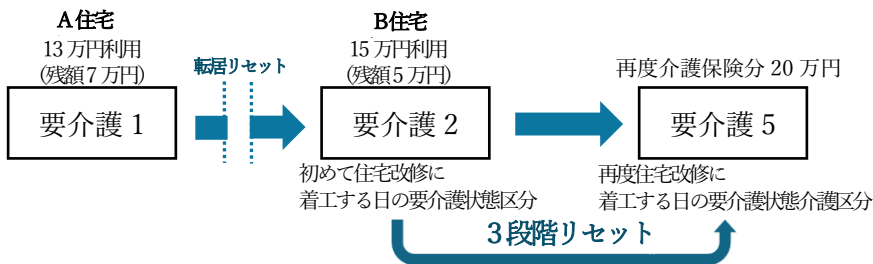 A住宅
13万円利用
(残額7万円)
要介護1
転居リセット
B住宅
15万円利用
(残額5万円)
要介護2
初めて住宅改修に
着工する日の要介護状態区分
再度介護保険分20万円
要介護5
再度住宅改修に
着工する日の要介護状態介護区分
3段階リセット